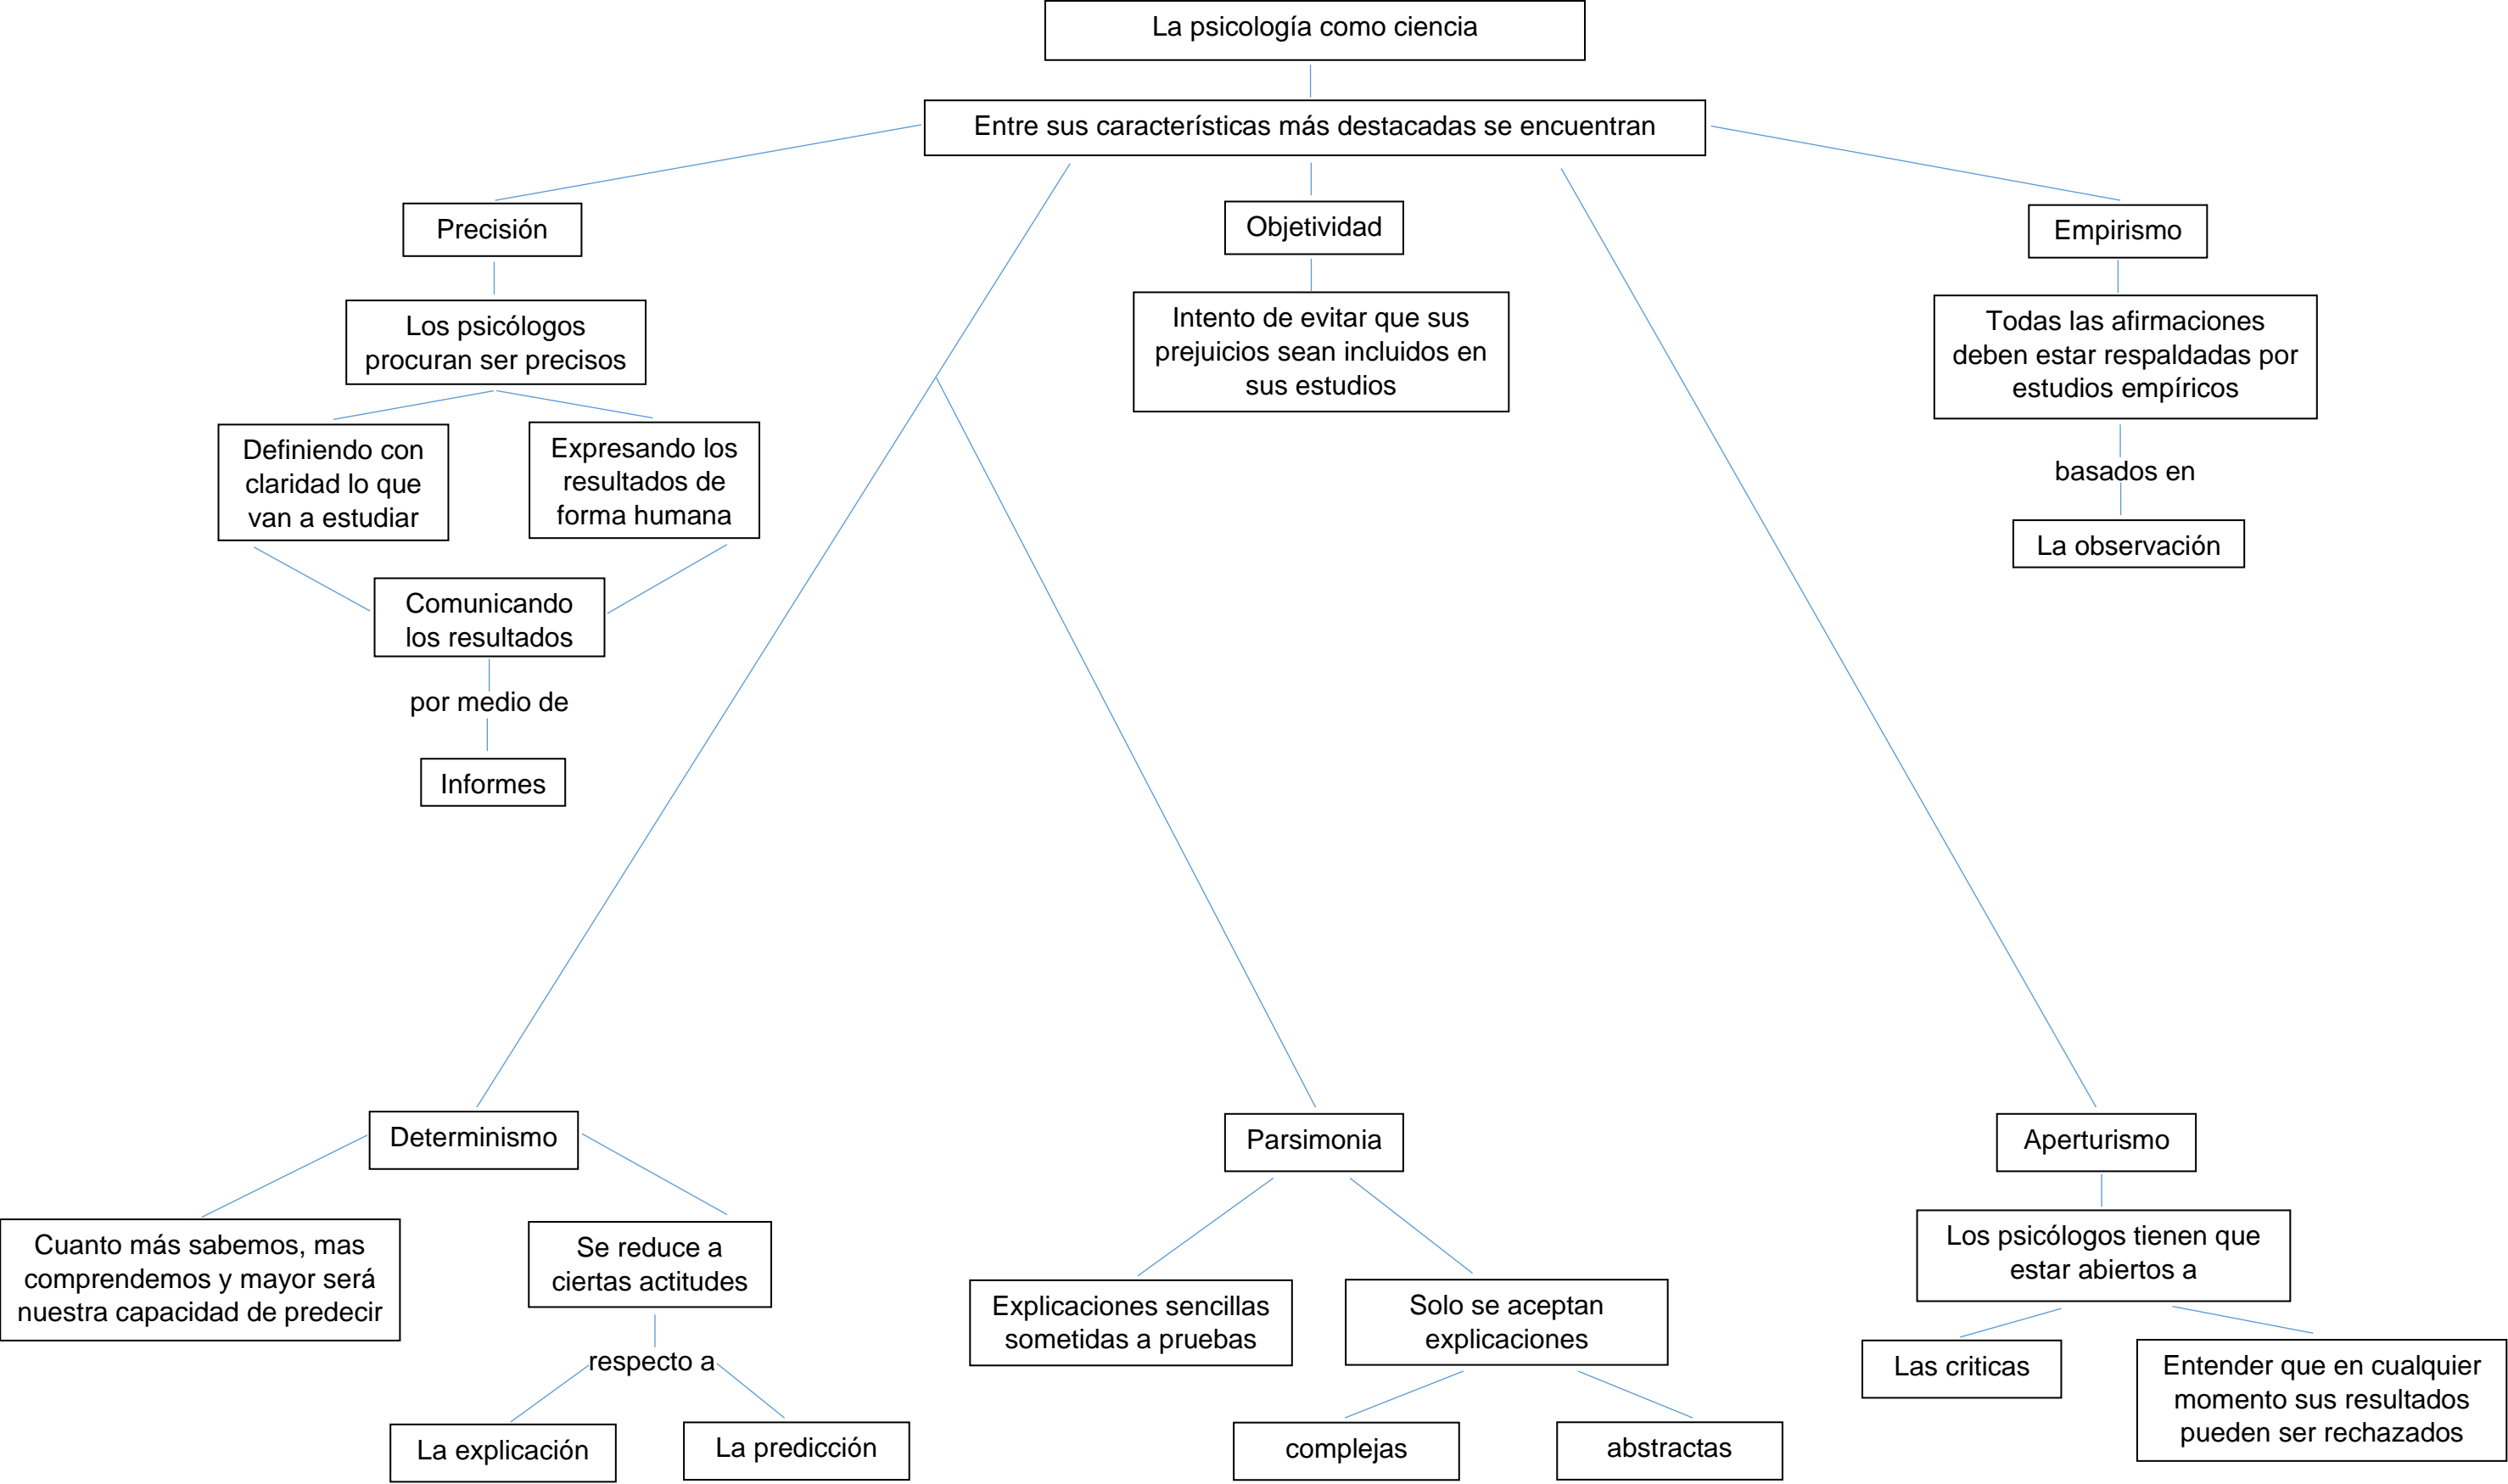 La psicología como ciencia
Entre sus características más destacadas se encuentran
Precisión
Los psicólogos
procuran ser precisos
Definiendo con
claridad lo que
van a estudiar
Expresando los
resultados de
forma humana
Comunicando
los resultados
por medio de
Informes
Objetividad
Intento de evitar que sus
prejuicios sean incluidos en
sus estudios
Empirismo
Todas las afirmaciones
deben estar respaldadas por
estudios empíricos
basados en
La observación
Determinismo
Cuanto más sabemos, mas
comprendemos y mayor será
nuestra capacidad de predecir
Se reduce a
ciertas actitudes
respecto a
La explicación
La predicción
Parsimonia
Explicaciones sencillas
sometidas a pruebas
Solo se aceptan
explicaciones
complejas
abstractas
Aperturismo
Los psicólogos tienen que
estar abiertos a
Las criticas
Entender que en cualquier
momento sus resultados
pueden ser rechazados